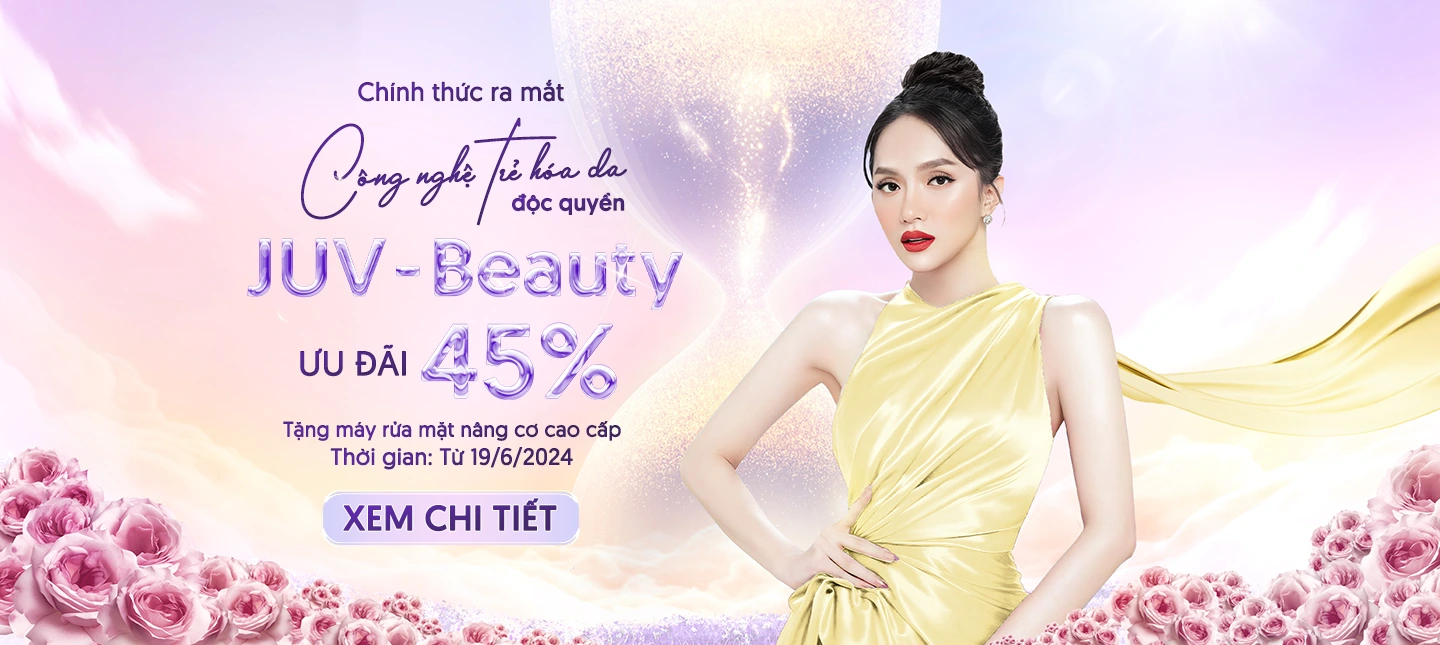 Chính thức ra mắt
Công nghệ Trẻ hóa da
độc quyền
JUV - Beauty
ƯU ĐÃI 45%
Tặng máy rửa mặt nâng cơ cao cấp
Thời gian: Từ 19/6/2024
XEM CHI TIẾT